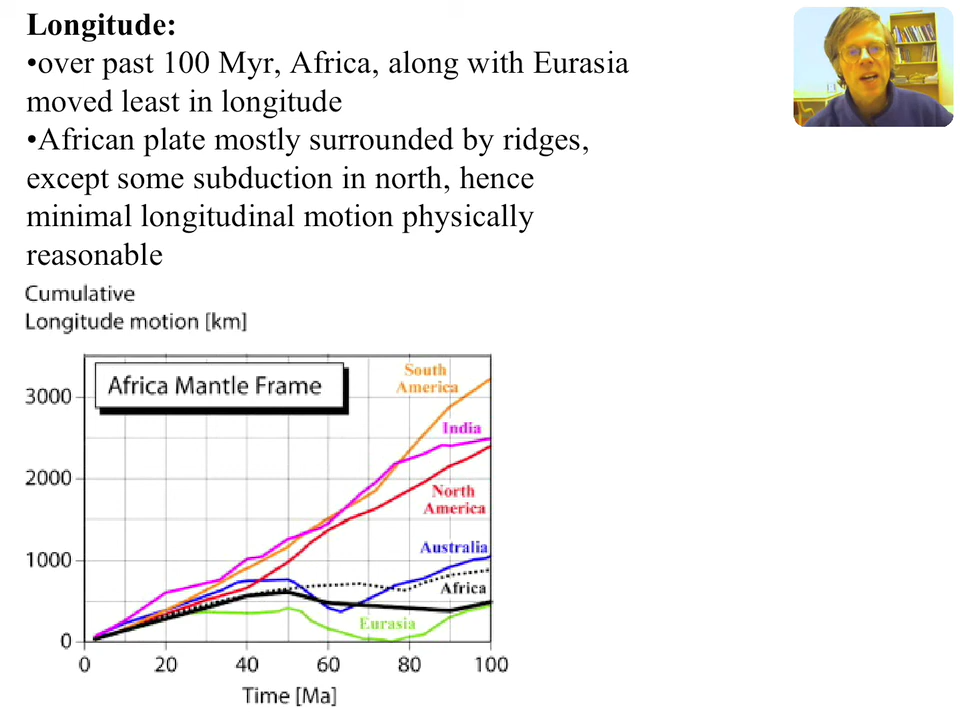 Longitude:
•over past 100 Myr, Africa, along with Eurasia
moved least in longitude
•African plate mostly surrounded by ridges,
except some subduction in north, hence
minimal longitudinal motion physically
reasonable
Cumulative
Longitude motion [km]
Africa Mantle Frame
South
America
India
North
America
Australia
Africa
Eurasia
3000
2000
1000
0
0 20 40 60 80 100
Time [Ma]